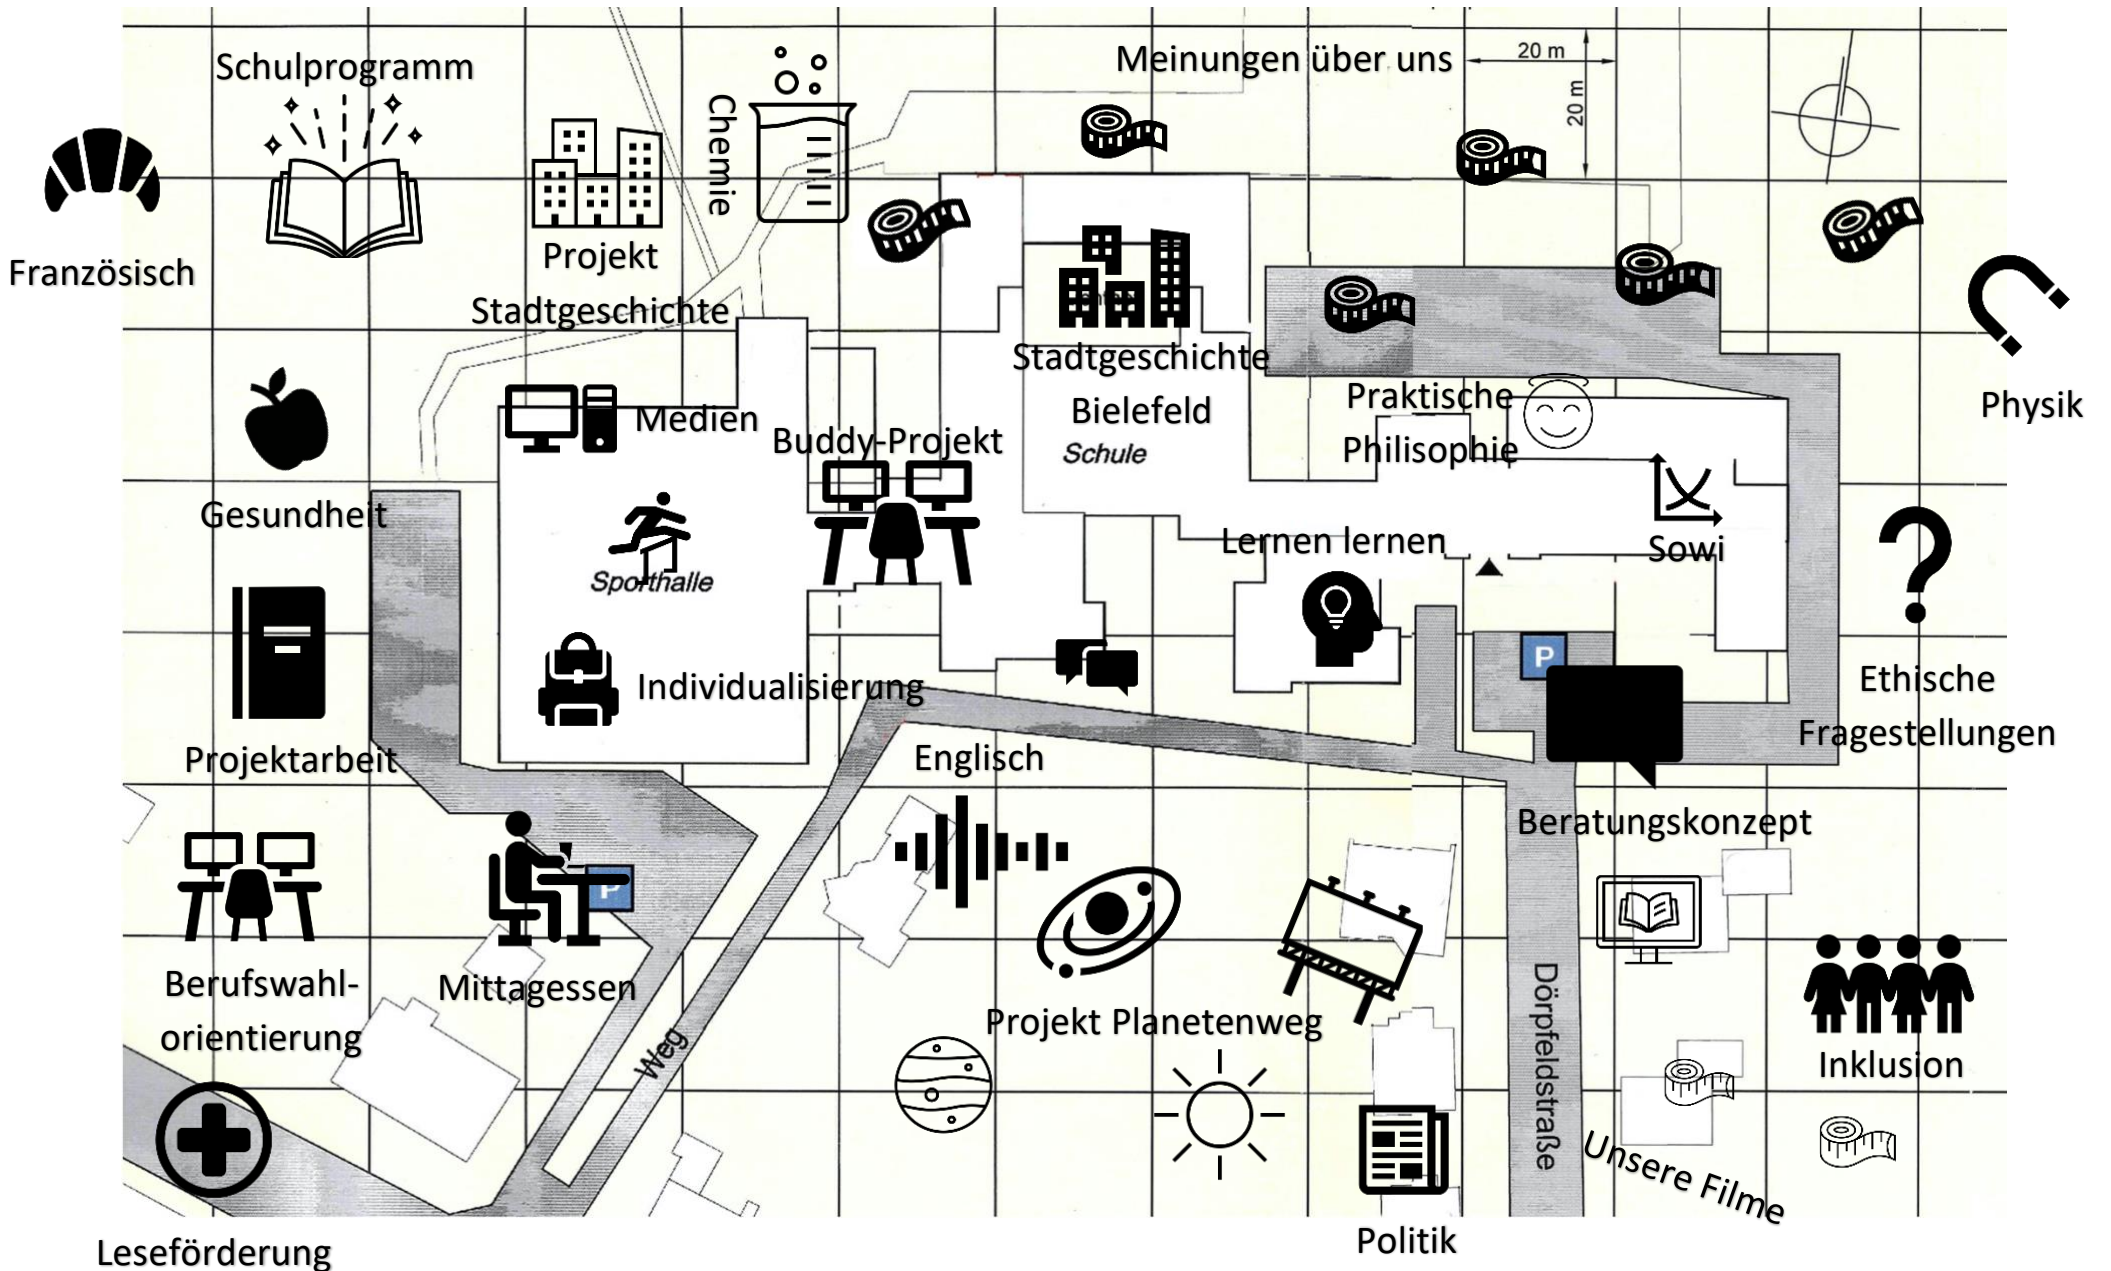 Schulprogramm
Meinungen über uns
20 m
20 m
Chemie
Französisch
Projekt
Stadtgeschichte
Stadtgeschichte
Bielefeld
Schule
Praktische
Philisophie
Physik
Medien
Buddy-Projekt
Gesundheit
Lernen lernen
Sowi
Sporthalle
P
Individualisierung
Ethische
Fragestellungen
Projektarbeit
Englisch
Beratungskonzept
P
Berufswahl-
orientierung
Mittagessen
Projekt Planetenweg
Weg
Dörpfeldstraße
Inklusion
Unsere Filme
Leseförderung
Politik